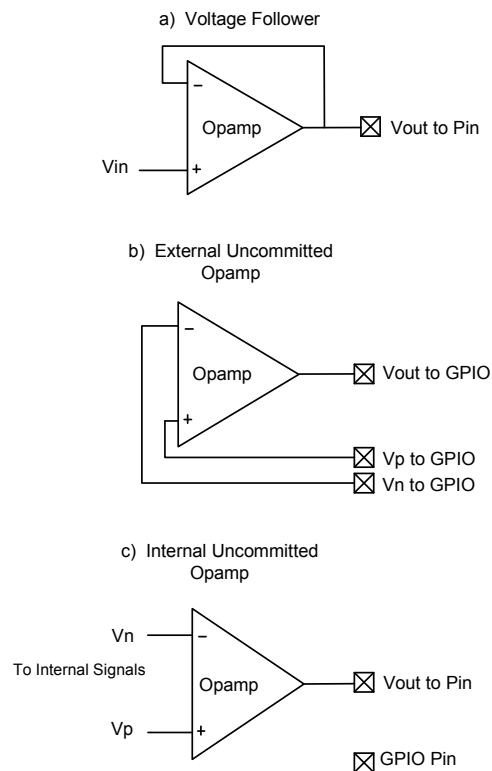 a) Voltage Follower
−
Opamp
Vout to Pin
Vin
+
b) External Uncommitted
Opamp
−
Opamp
Vout to GPIO
+
Vp to GPIO
Vn to GPIO
c) Internal Uncommitted
Opamp
Vn
−
To Internal Signals
Opamp
Vout to Pin
Vp
+
GPIO Pin